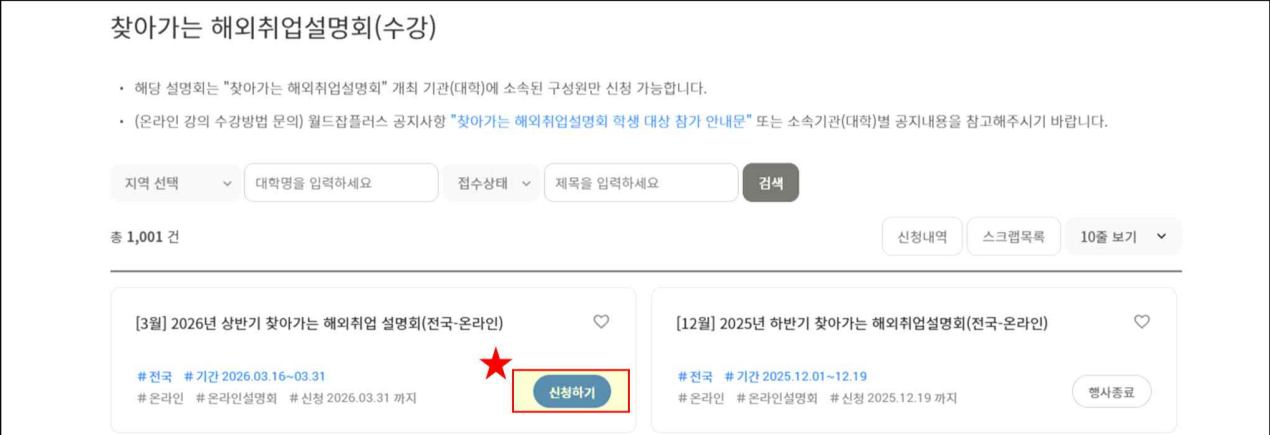 찾아가는 해외취업설명회(수강)
• 해당 설명회는 "찾아가는 해외취업설명회" 개최 기관(대학)에 소속된 구성원만 신청 가능합니다.
• (온라인 강의 수강방법 문의) 월드잡플러스 공지사항 "찾아가는 해외취업설명회 학생 대상 참가 안내문" 또는 소속기관(대학)별 공지내용을 참고해주시기 바랍니다.
지역 선택 대학명을 입력하세요 접수상태 제목을 입력하세요 검색
총 1,001 건 신청내역 스크랩목록 10줄 보기
[3월] 2026년 상반기 찾아가는 해외취업 설명회(전국-온라인)
#전국 #기간 2026.03.16~03.31
#온라인 #온라인설명회 #신청 2026.03.31 까지
신청하기
[12월] 2025년 하반기 찾아가는 해외취업설명회(전국-온라인)
#전국 #기간 2025.12.01~12.19
#온라인 #온라인설명회 #신청 2025.12.19 까지
행사종료